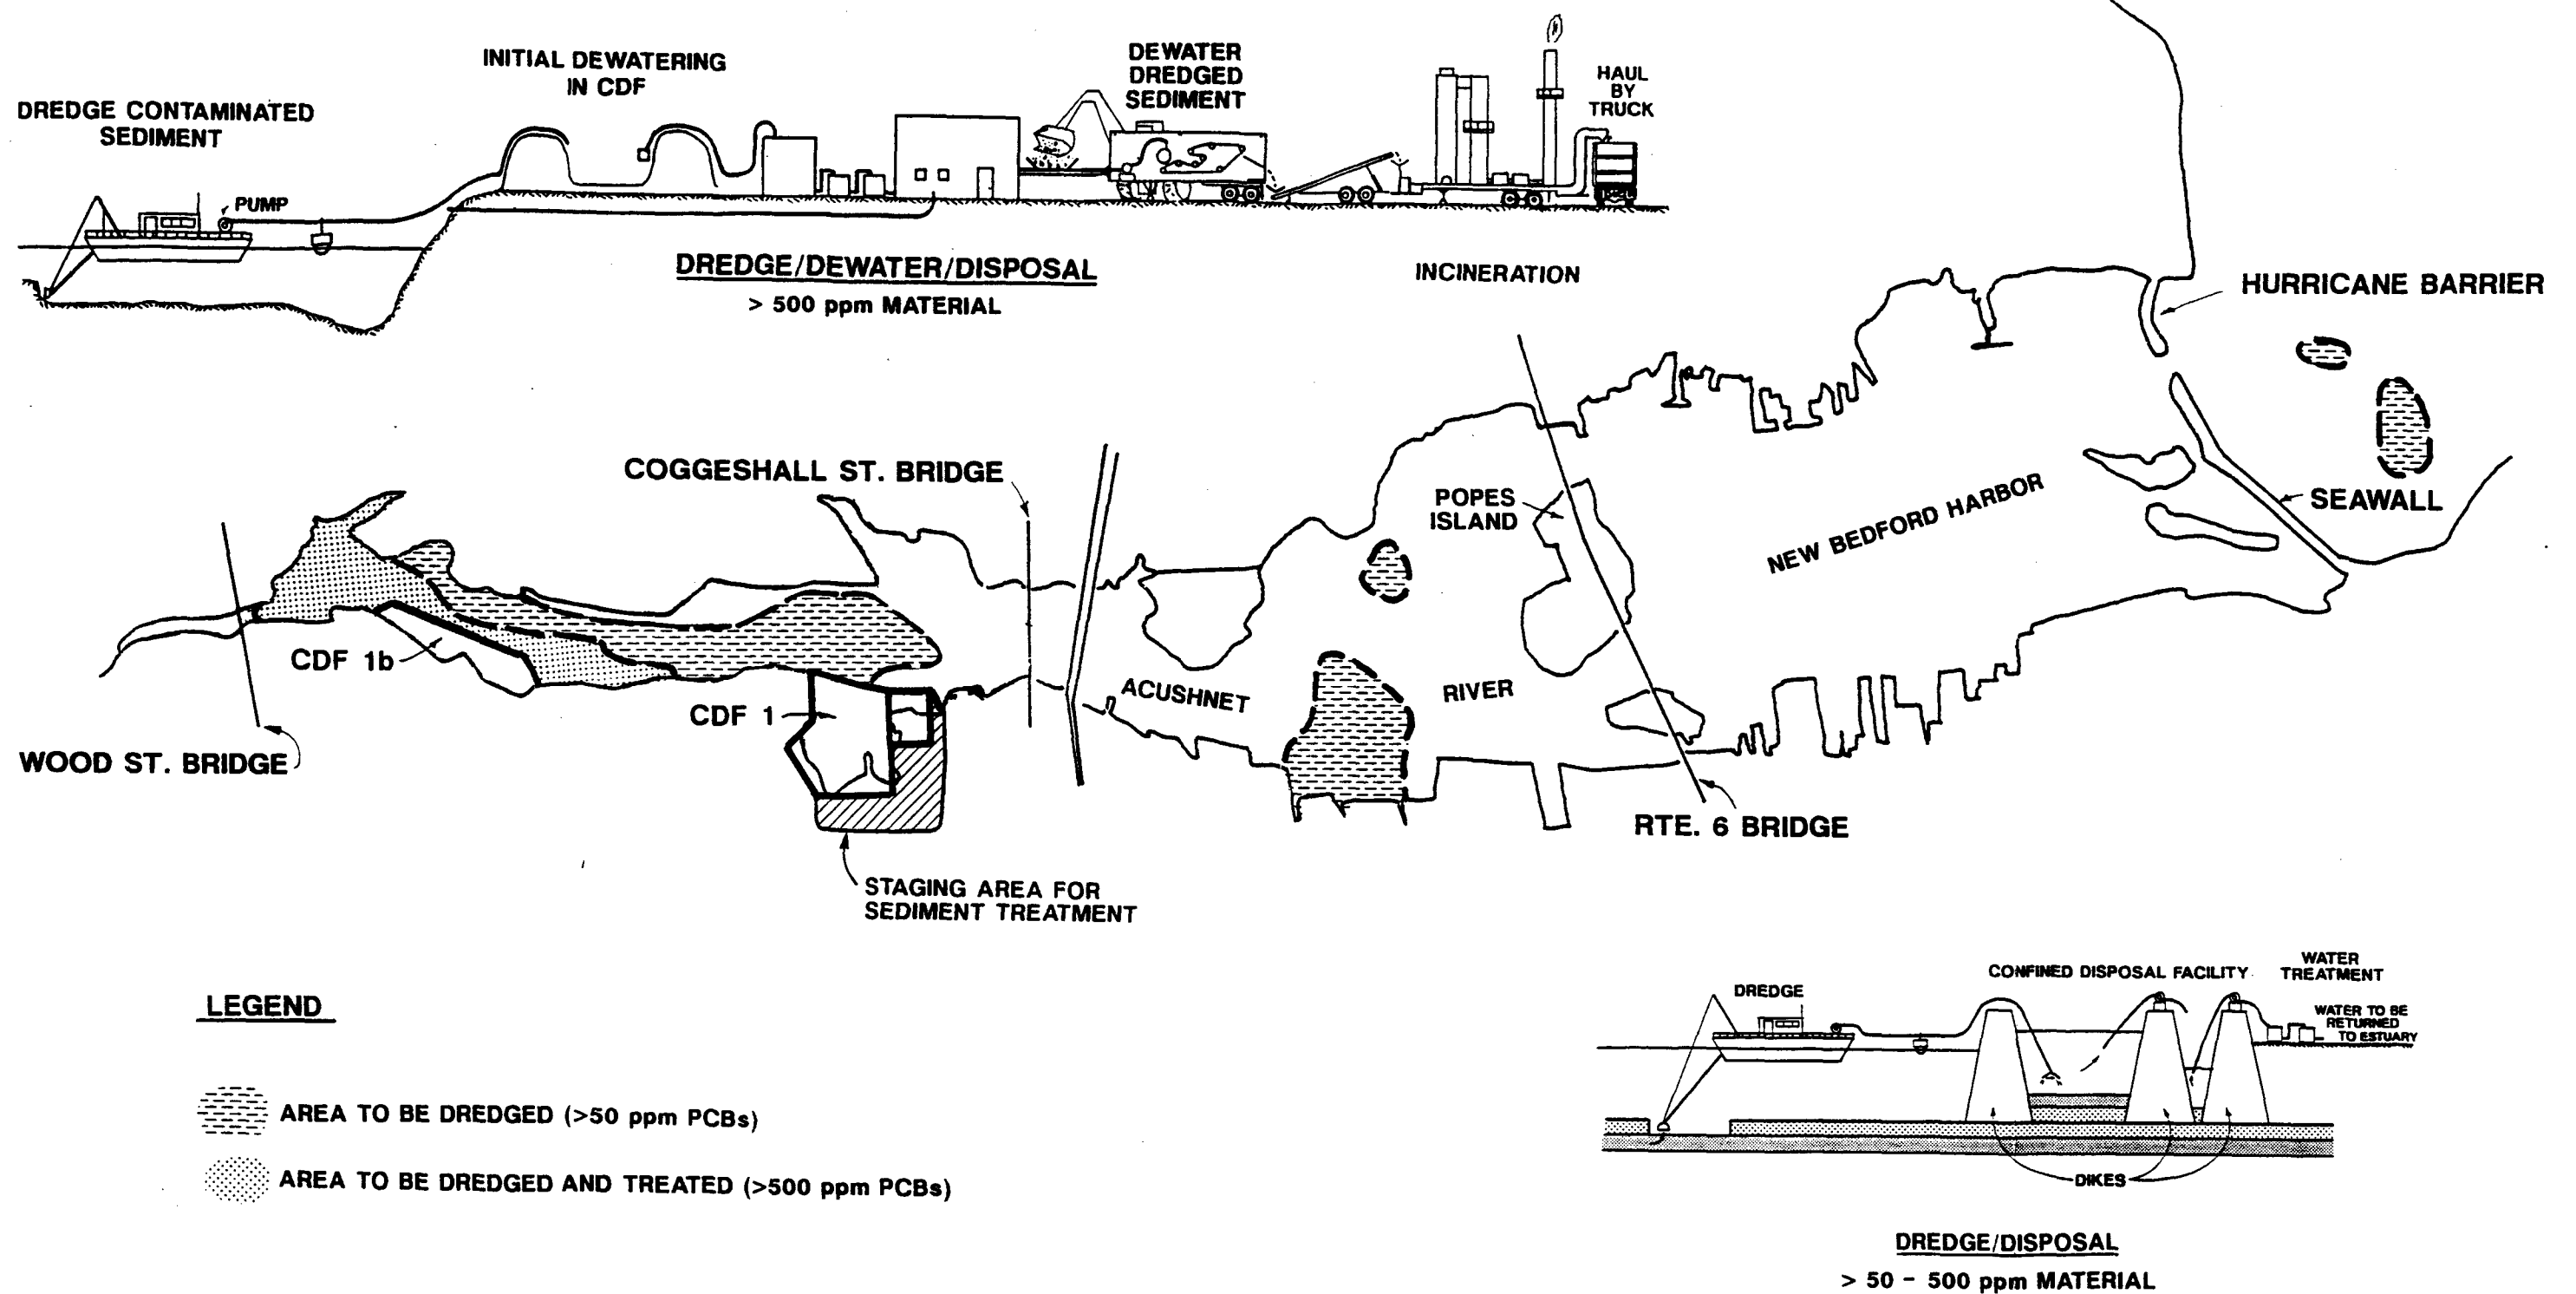 INITIAL DEWATERING
IN CDF
DREDGE CONTAMINATED
SEDIMENT
PUMP
DEWATER
DREDGED
SEDIMENT
HAUL
BY
TRUCK
DREDGE/DEWATER/DISPOSAL
> 500 ppm MATERIAL
INCINERATION
HURRICANE BARRIER
COGGESHALL ST. BRIDGE
POPES
ISLAND
NEW BEDFORD HARBOR
SEAWALL
CDF 1b
CDF 1
ACUSHNET
RIVER
WOOD ST. BRIDGE
RTE. 6 BRIDGE
STAGING AREA FOR
SEDIMENT TREATMENT
LEGEND
AREA TO BE DREDGED (>50 ppm PCBs)
AREA TO BE DREDGED AND TREATED (>500 ppm PCBs)
DREDGE
CONFINED DISPOSAL FACILITY
WATER
TREATMENT
WATER TO BE
RETURNED
TO ESTUARY
DIKES
DREDGE/DISPOSAL
> 50 - 500 ppm MATERIAL